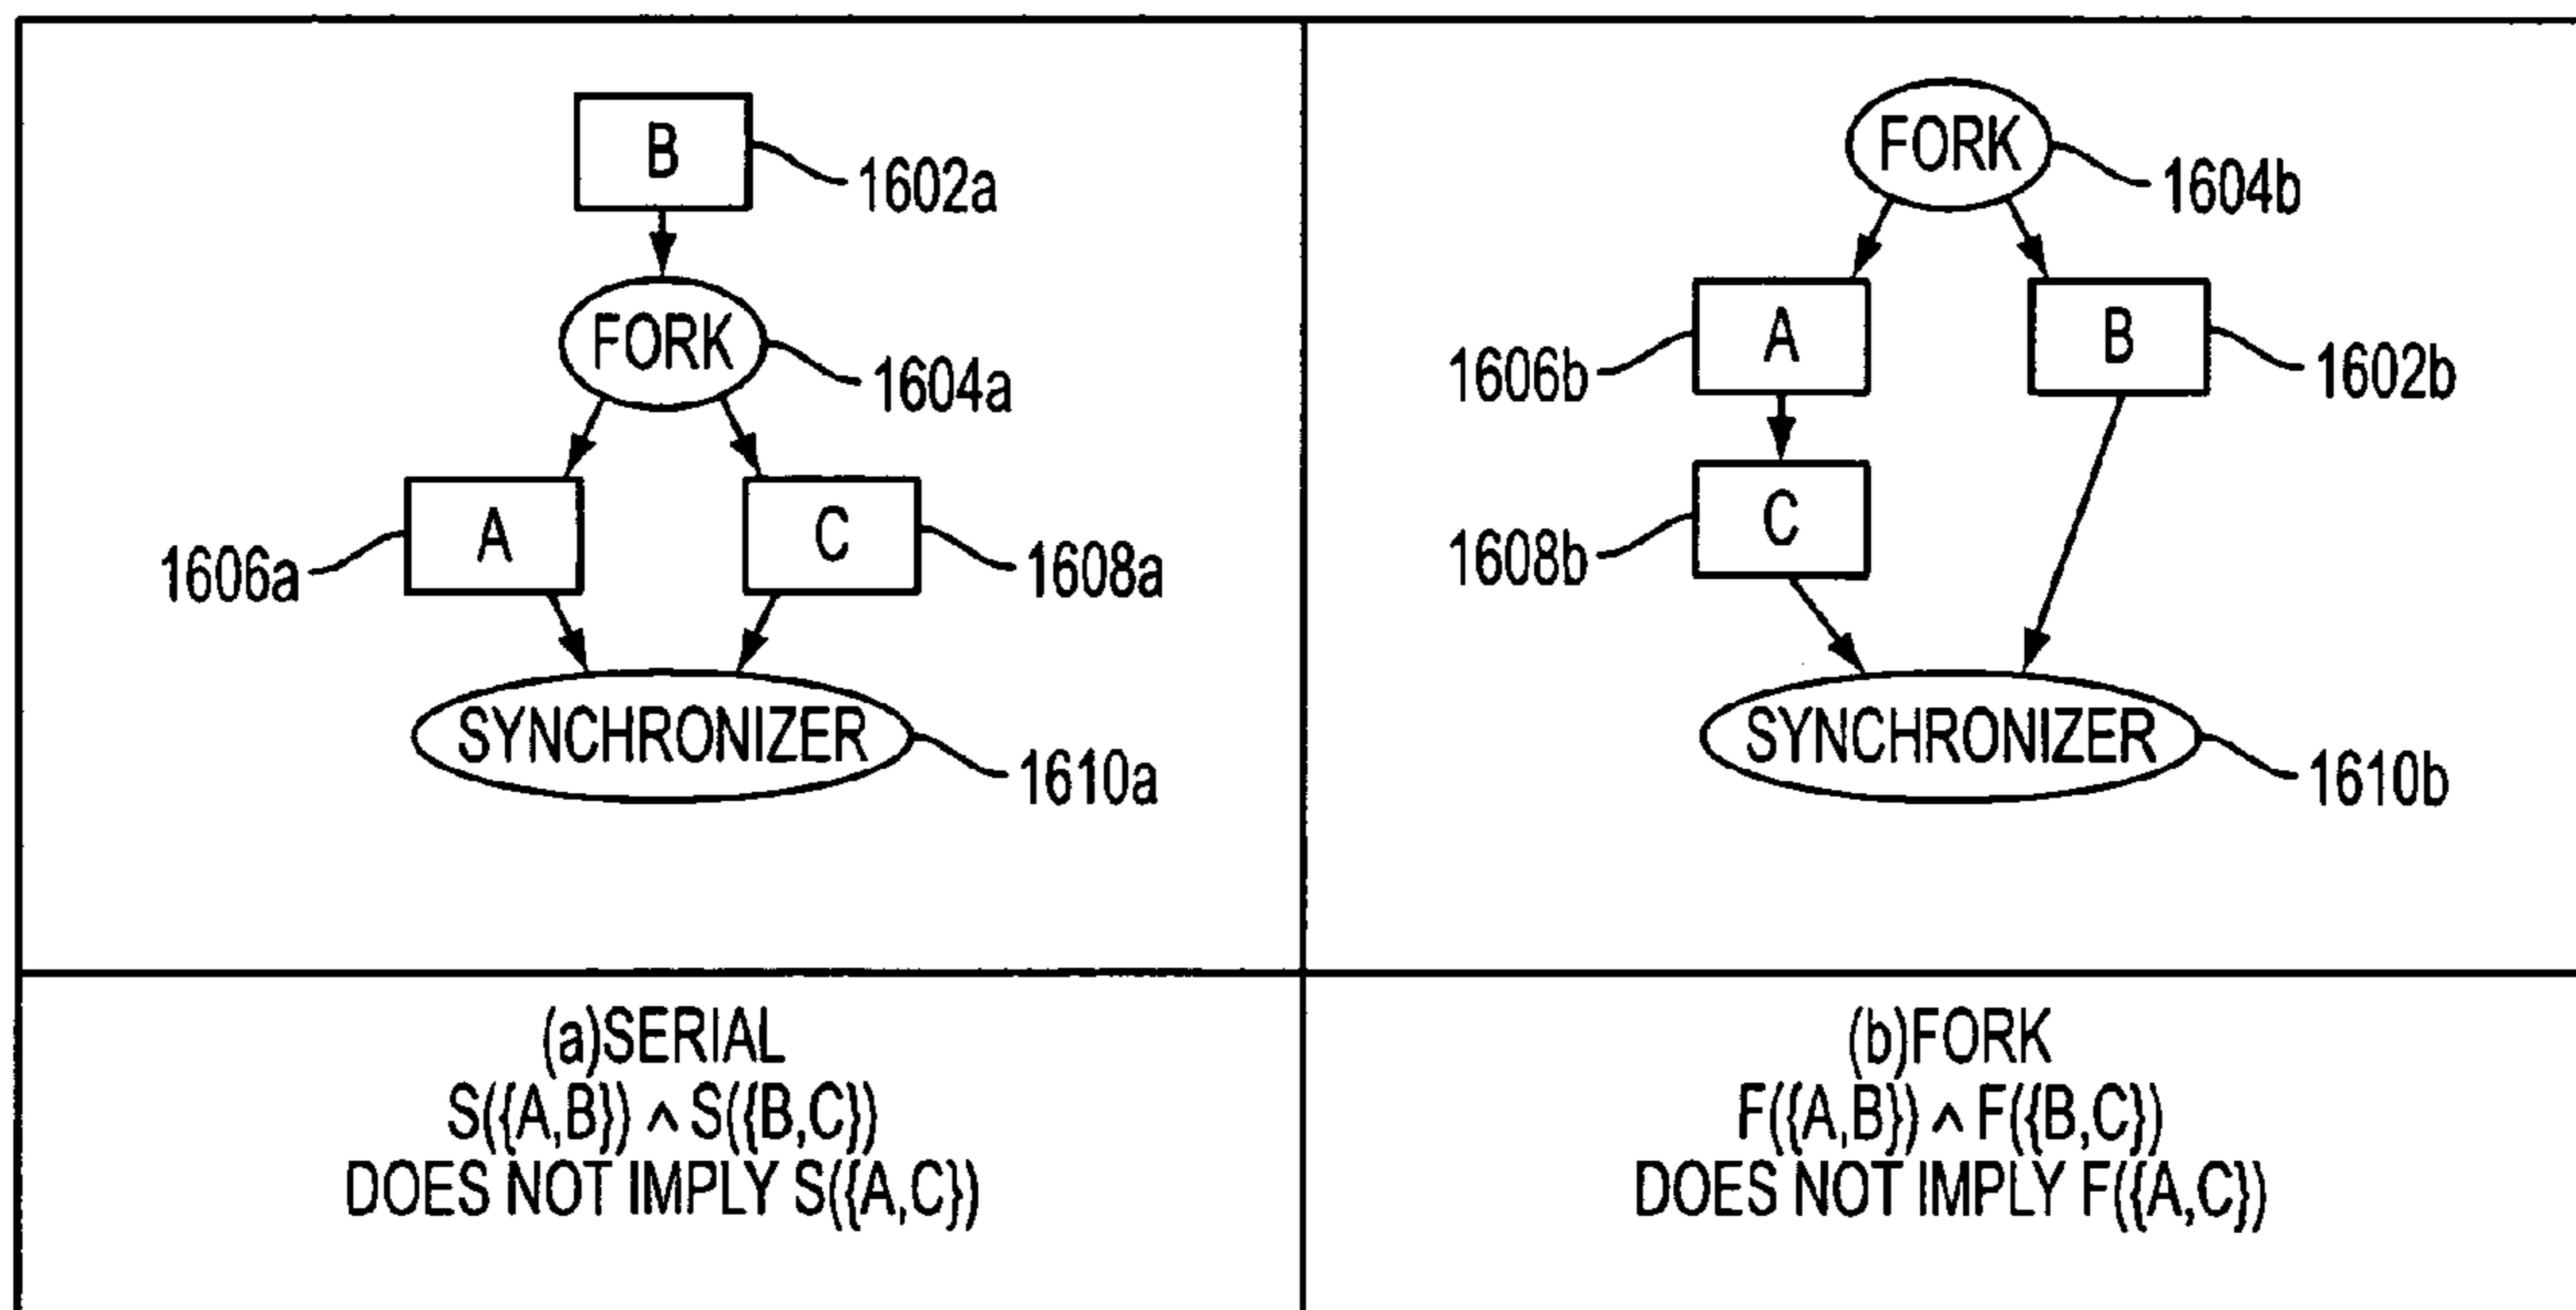 B
1602a
FORK
1604a
A
C
1606a
1608a
SYNCHRONIZER
1610a
(a)SERIAL
S({A,B}) ∧ S({B,C})
DOES NOT IMPLY S({A,C})
FORK
1604b
A
B
1606b
1602b
C
1608b
SYNCHRONIZER
1610b
(b)FORK
F({A,B}) ∧ F({B,C})
DOES NOT IMPLY F({A,C})